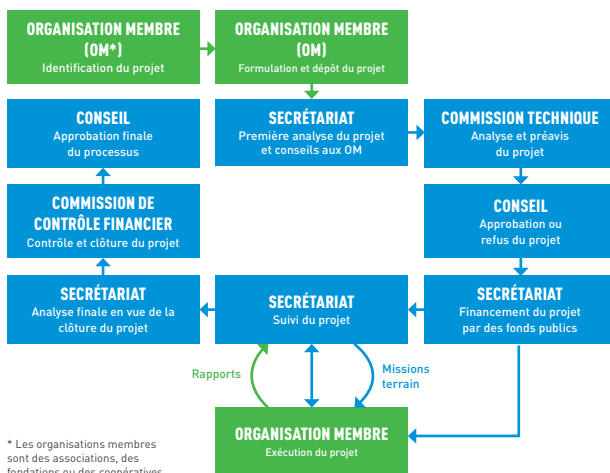 ORGANISATION MEMBRE
(OM*)
Identification du projet
ORGANISATION MEMBRE
(OM)
Formulation et dépôt du projet
CONSEIL
Approbation finale
du processus
SECRÉTARIAT
Première analyse du projet
et conseils aux OM
COMMISSION TECHNIQUE
Analyse et préavis
du projet
COMMISSION DE
CONTRÔLE FINANCIER
Contrôle et clôture du projet
CONSEIL
Approbation ou
refus du projet
SECRÉTARIAT
Analyse finale en vue de la
clôture du projet
SECRÉTARIAT
Suivi du projet
SECRÉTARIAT
Financement du projet
par des fonds publics
Rapports
Missions
terrain
ORGANISATION MEMBRE
Exécution du projet
* Les organisations membres
sont des associations, des
fondations ou des coopératives